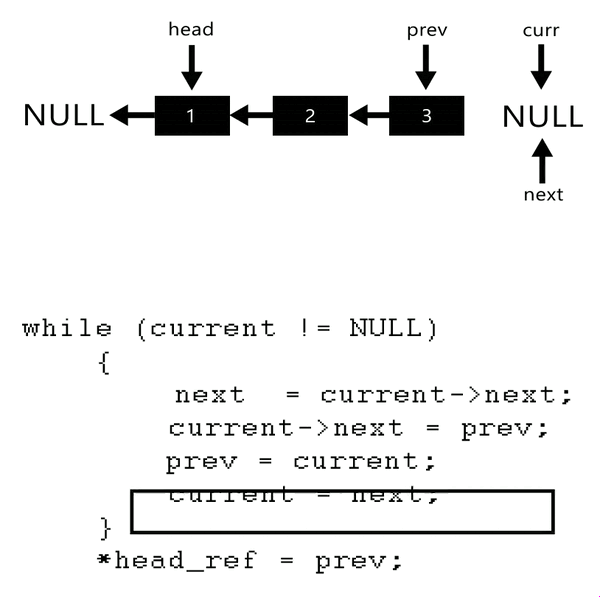 head prev curr
NULL 1 2 3 NULL
next
while (current != NULL)
{
next = current->next;
current->next = prev;
prev = current;
current = next;
}
*head_ref = prev;